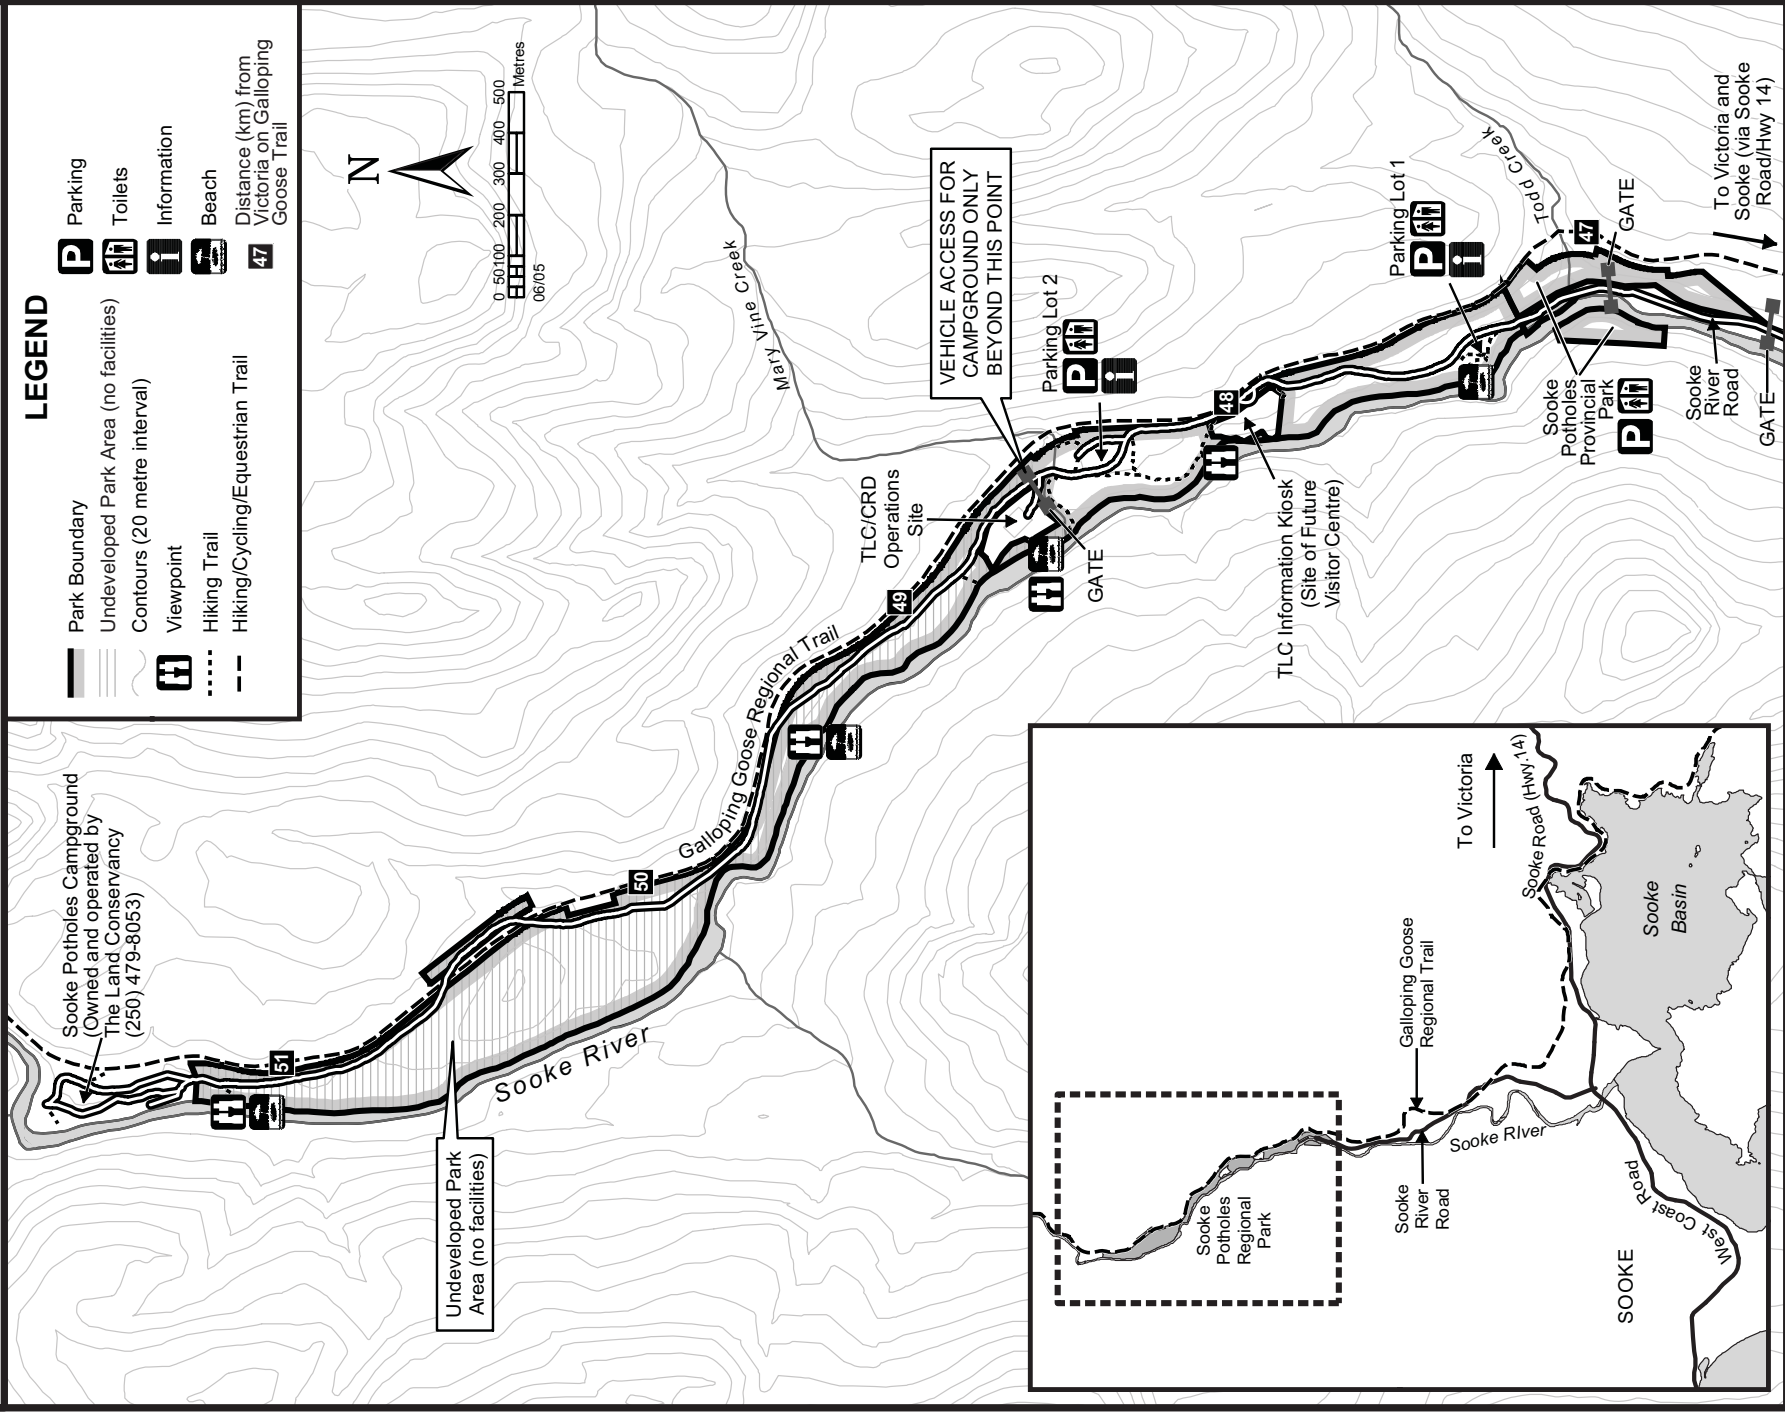 LEGEND
Park Boundary
Undeveloped Park Area (no facilities)
Contours (20 metre interval)
Viewpoint
Hiking Trail
Hiking/Cycling/Equestrian Trail
P
Parking
Toilets
i
Information
Beach
47
Distance (km) from
Victoria on Galloping
Goose Trail
N
0 50 100 200 300 400 500
Metres
06/05
Sooke Potholes Campground
(Owned and operated by
The Land Conservancy
(250) 479-8053)
51
Undeveloped Park
Area (no facilities)
Sooke River
50
Galloping Goose Regional Trail
49
TLC/CRD
Operations
Site
Mary Vine Creek
VEHICLE ACCESS FOR
CAMPGROUND ONLY
BEYOND THIS POINT
GATE
Parking Lot 2
P
i
48
TLC Information Kiosk
(Site of Future
Visitor Centre)
Parking Lot 1
P
i
Todd Creek
47
GATE
Sooke
Potholes
Provincial
Park
P
Sooke
River
Road
GATE
To Victoria and
Sooke (via Sooke
Road/Hwy 14)
To Victoria
Sooke Road (Hwy.14)
Sooke
Basin
Galloping Goose
Regional Trail
Sooke RIver
Sooke
River
Road
Sooke
Potholes
Regional
Park
West Coast Road
SOOKE